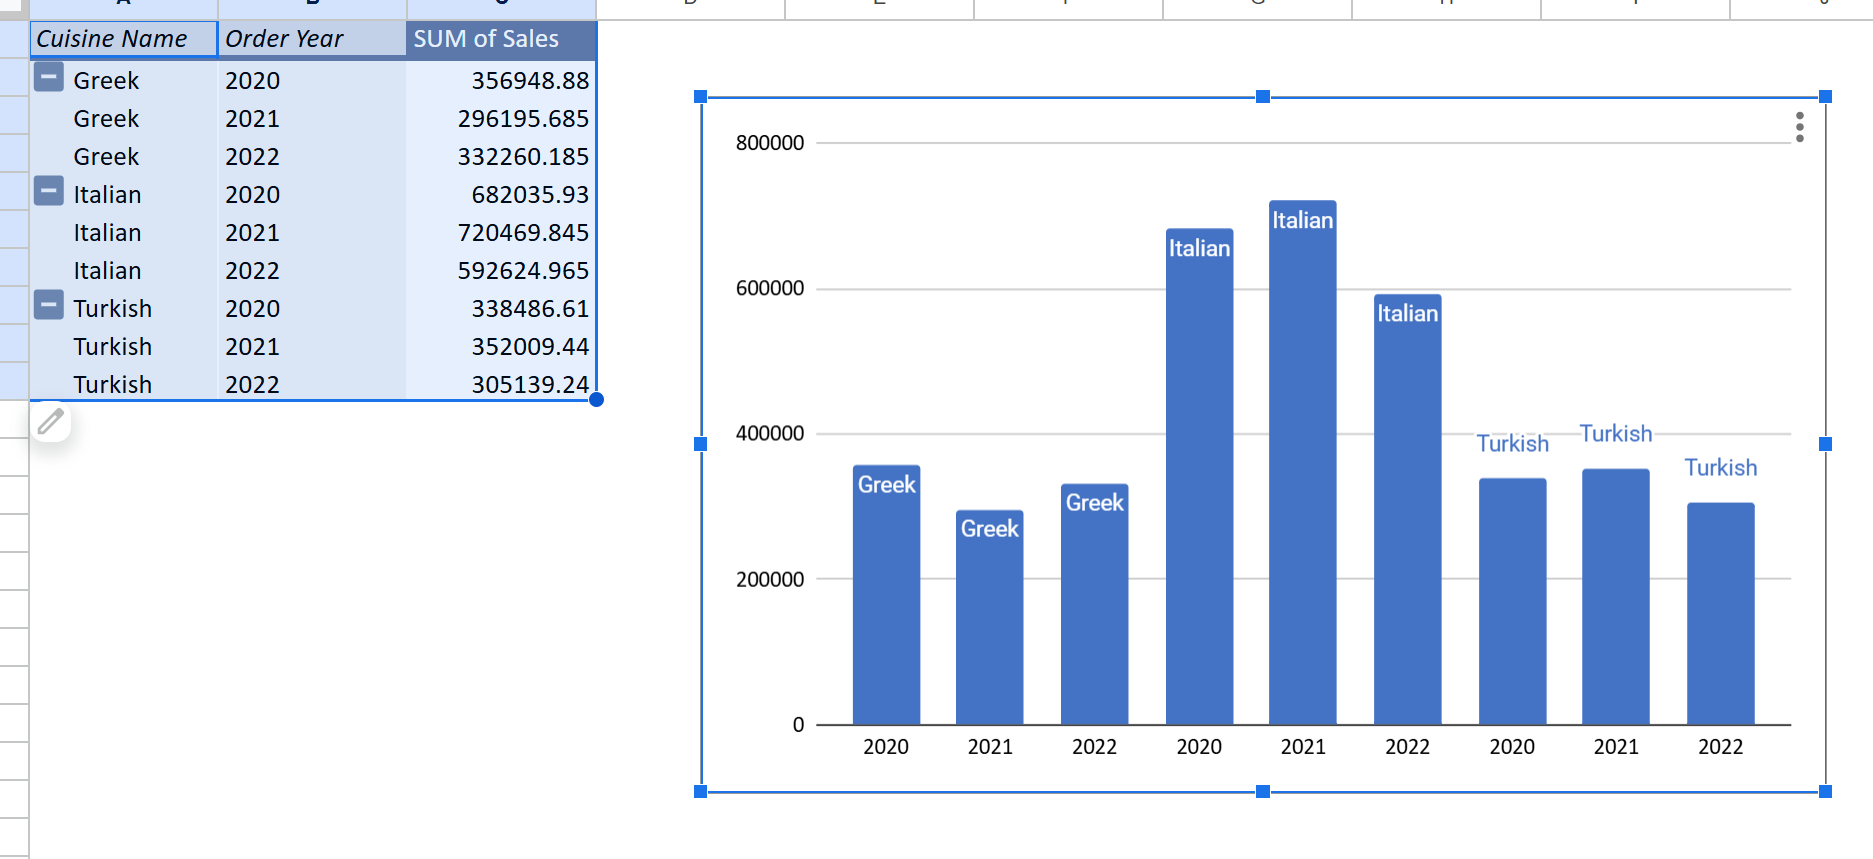 Cuisine Name Order Year SUM of Sales
Greek 2020 356948.88
Greek 2021 296195.685
Greek 2022 332260.185
Italian 2020 682035.93
Italian 2021 720469.845
Italian 2022 592624.965
Turkish 2020 338486.61
Turkish 2021 352009.44
Turkish 2022 305139.24
800000
600000
400000
200000
0
Greek
Greek
Greek
Italian
Italian
Italian
Turkish
Turkish
Turkish
2020 2021 2022 2020 2021 2022 2020 2021 2022